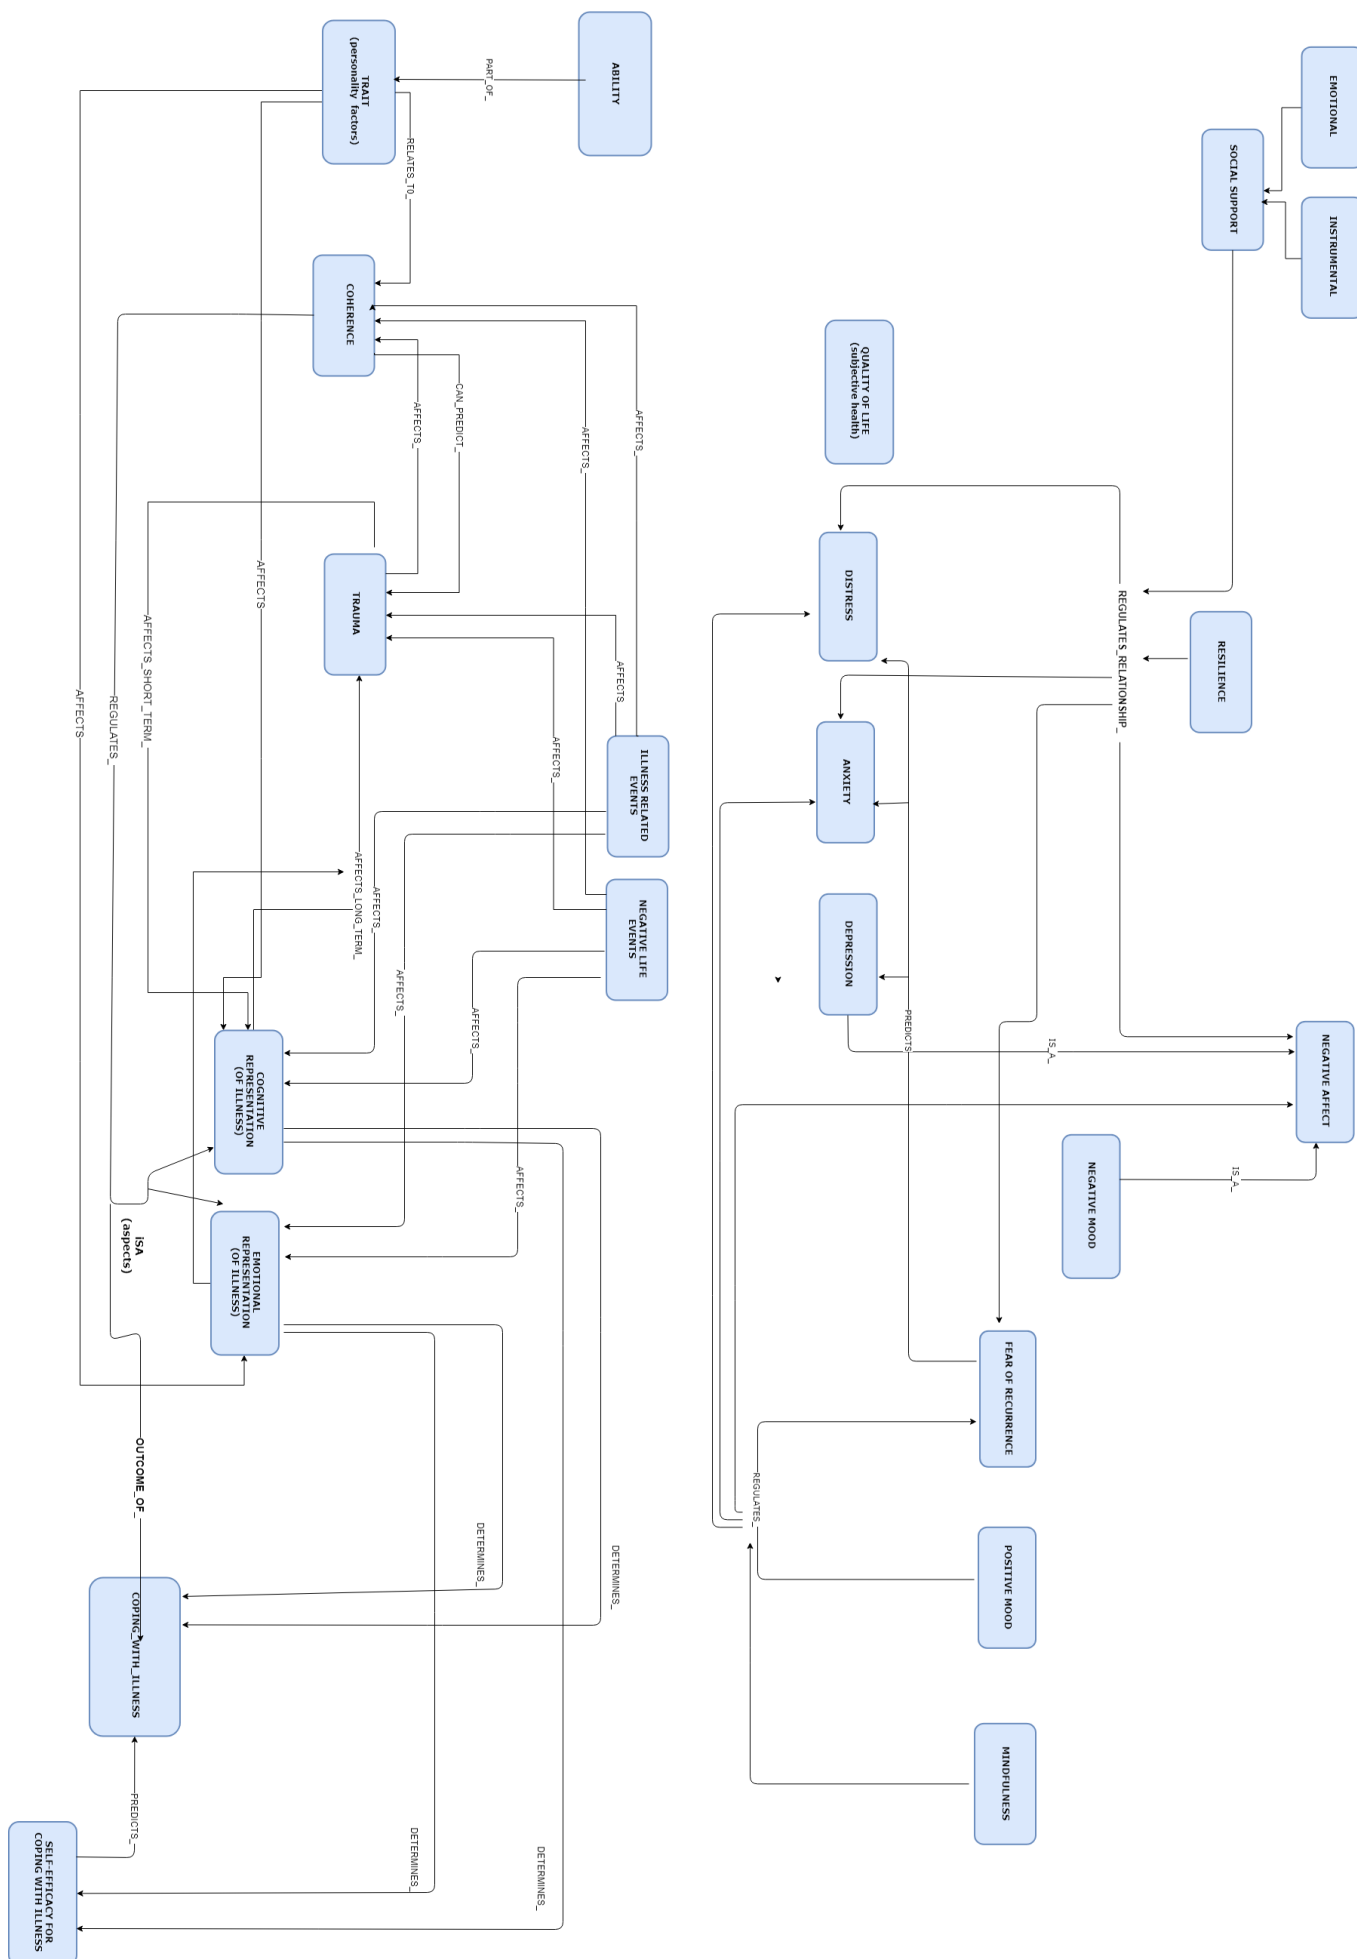 EMOTIONAL
INSTRUMENTAL
SOCIAL SUPPORT
RESILIENCE
NEGATIVE AFFECT
IS_A_
NEGATIVE MOOD
REGULATES_RELATIONSHIP_
IS_A_
FEAR OF RECURRENCE
POSITIVE MOOD
MINDFULNESS
QUALITY OF LIFE
(subjective health)
DISTRESS
ANXIETY
DEPRESSION
PREDICTS
REGULATES_
ABILITY
PART_OF_
TRAIT
(personality factors)
RELATES_TO_
COHERENCE
CAN_PREDICT_
AFFECTS_
AFFECTS_
AFFECTS_
TRAUMA
AFFECTS
AFFECTS_
ILLNESS RELATED
EVENTS
NEGATIVE LIFE
EVENTS
AFFECTS_
AFFECTS_
AFFECTS_LONG_TERM_
AFFECTS_
AFFECTS_
AFFECTS
AFFECTS_SHORT_TERM_
REGULATES_
AFFECTS
COGNITIVE
REPRESENTATION
(OF ILLNESS)
EMOTIONAL
REPRESENTATION
(OF ILLNESS)
iSA
(aspects)
OUTCOME_OF_
DETERMINES_
DETERMINES_
DETERMINES_
DETERMINES_
COPING_WITH_ILLNESS
PREDICTS_
SELF-EFFICACY FOR
COPING WITH ILLNESS